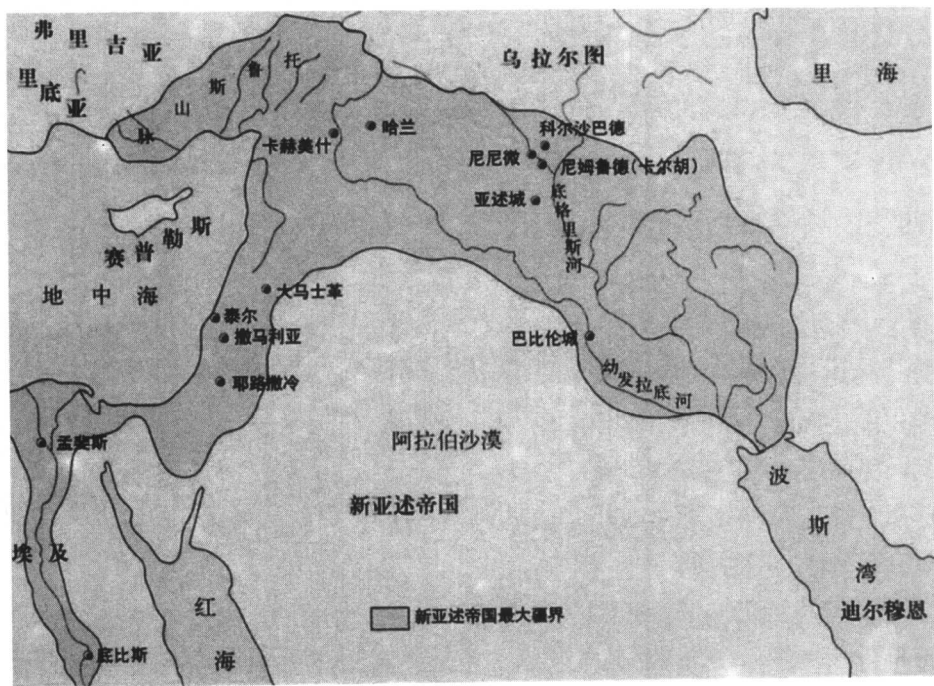 弗里吉亚
里底亚
托鲁斯山脉
乌拉尔图
里海
哈兰
卡赫美什
科尔沙巴德
尼尼微
尼姆鲁德(卡尔胡)
亚述城
底格里斯河
赛普勒斯
地中海
大马士革
泰尔
撒马利亚
巴比伦城
耶路撒冷
幼发拉底河
孟斐斯
阿拉伯沙漠
新亚述帝国
波斯湾
埃及
红海
迪尔穆恩
新亚述帝国最大疆界
底比斯